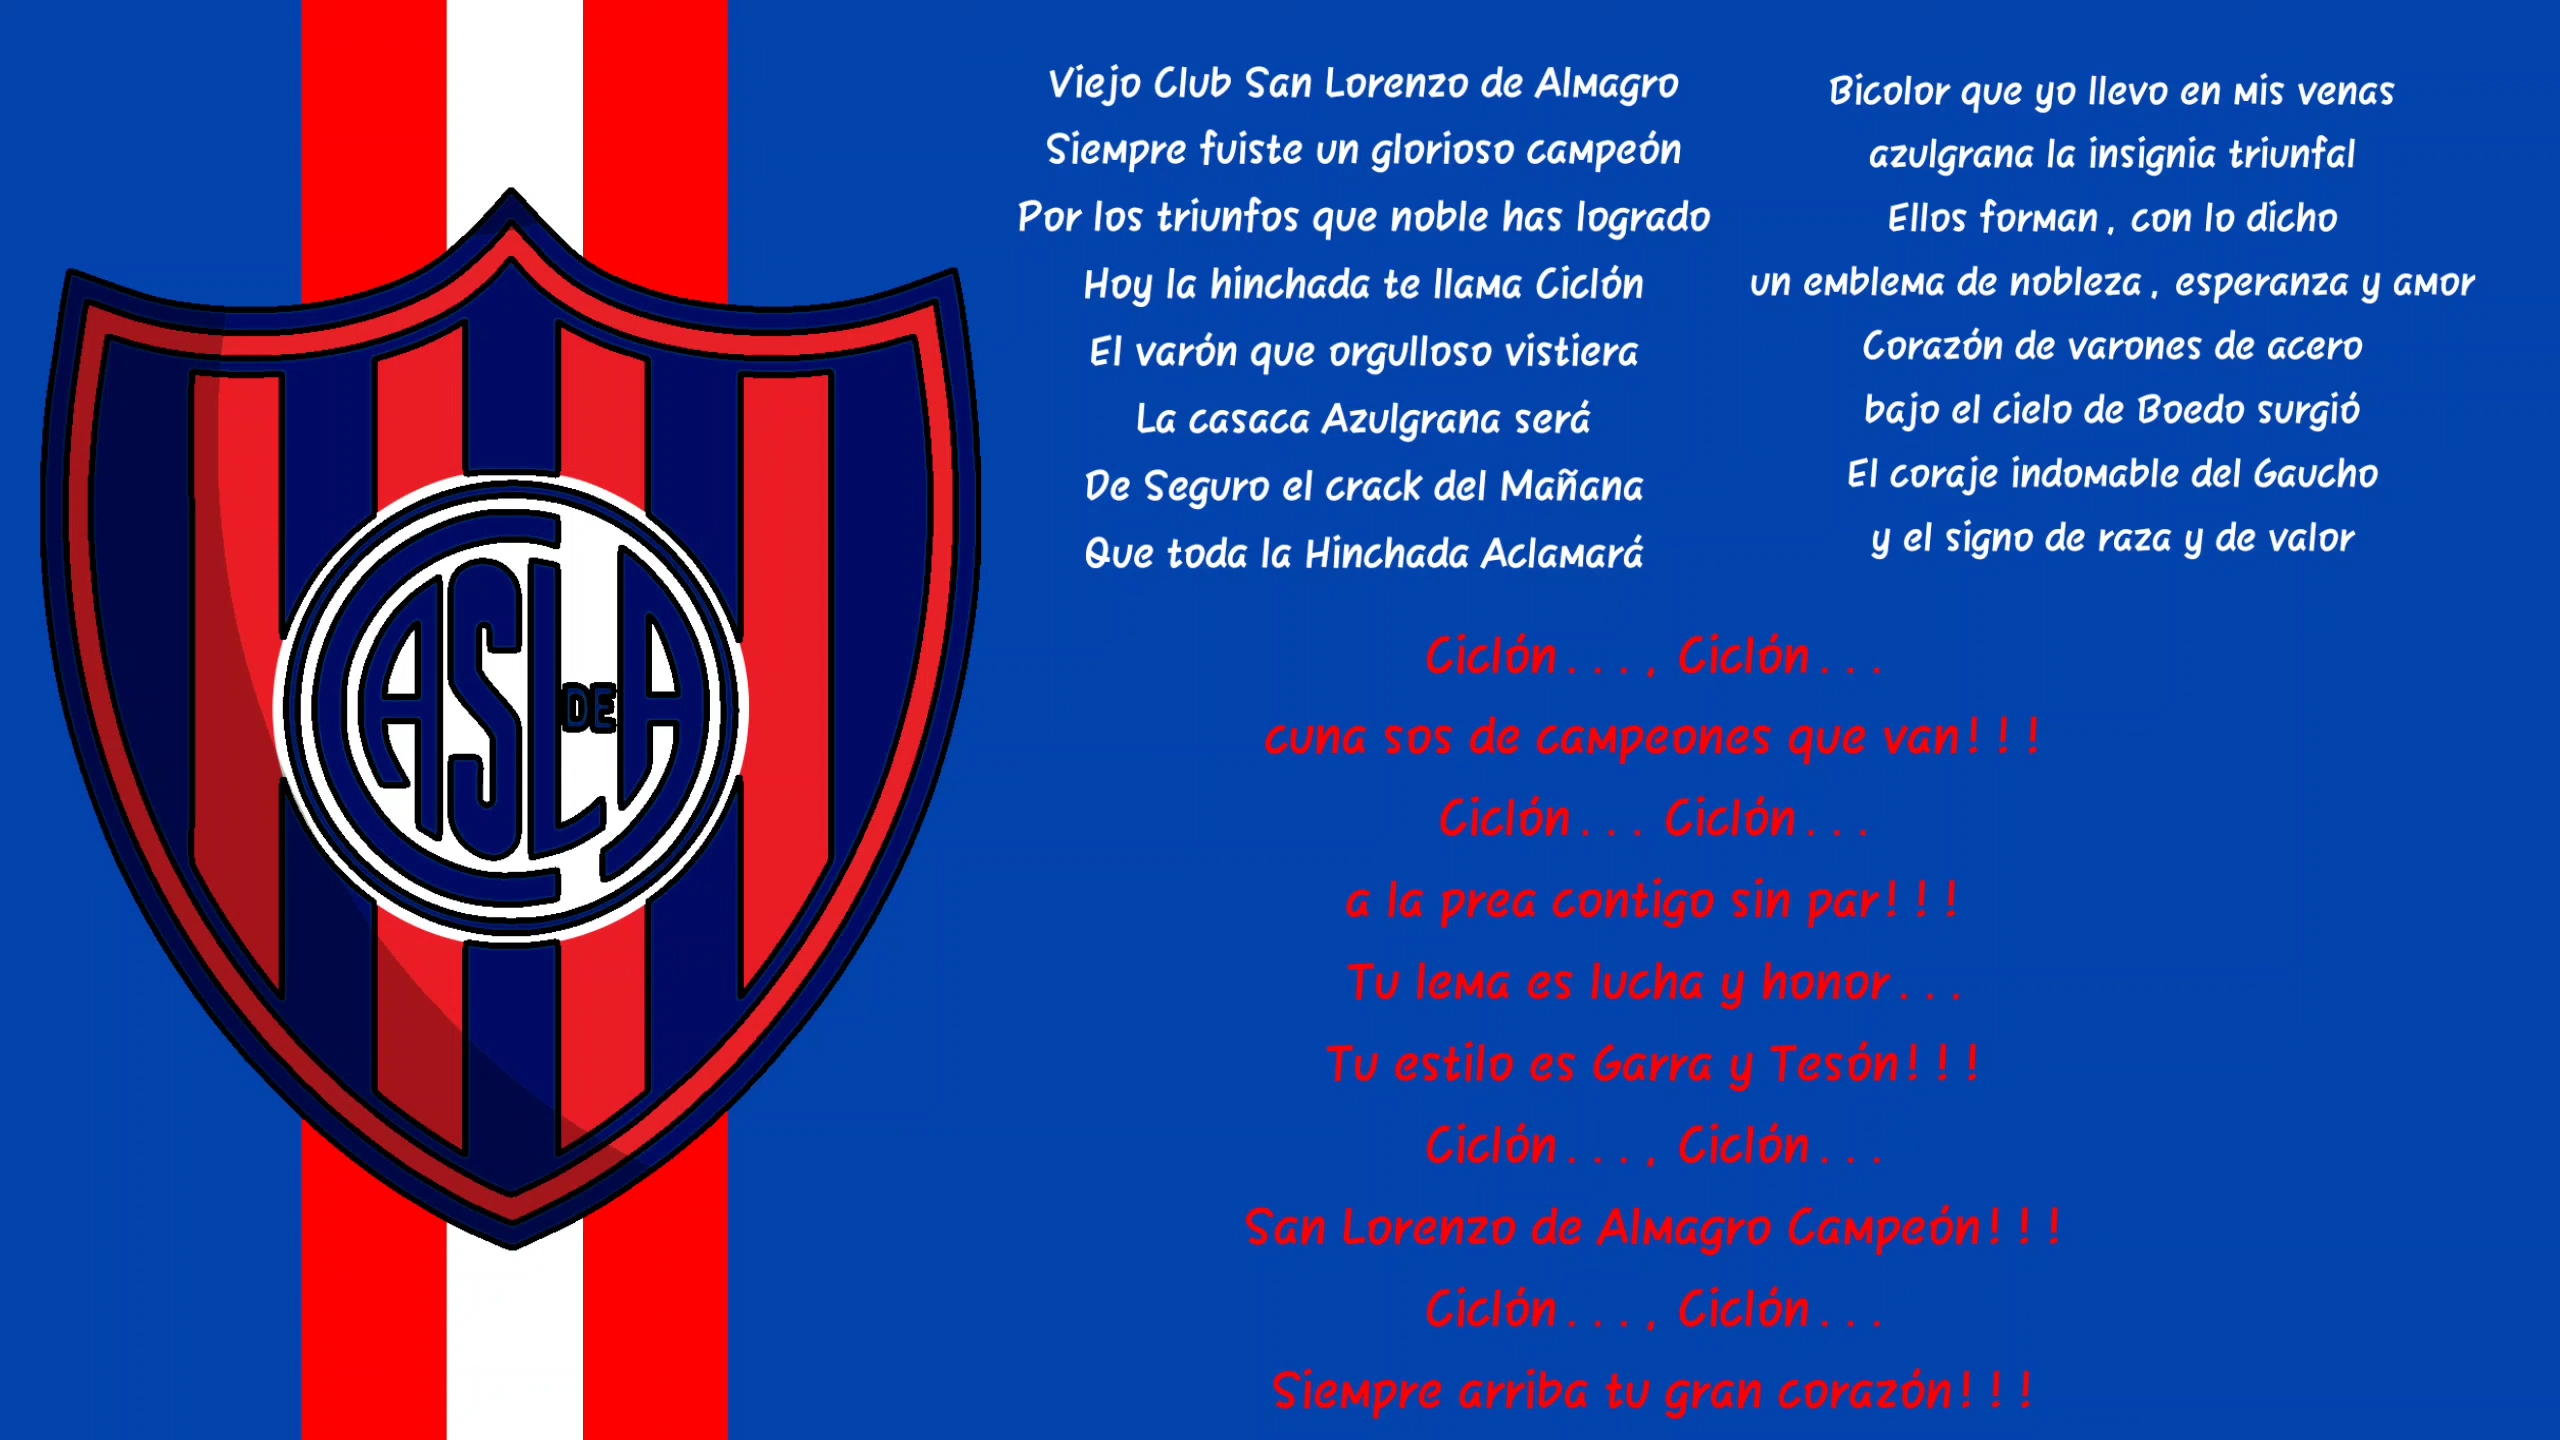 CASLDEA
Viejo Club San Lorenzo de Almagro
Siempre fuiste un glorioso campeón
Por los triunfos que noble has logrado
Hoy la hinchada te llama Ciclón
El varón que orgulloso vistiera
La casaca Azulgrana será
De Seguro el crack del Mañana
Que toda la Hinchada Aclamará
Bicolor que yo llevo en mis venas
azulgrana la insignia triunfal
Ellos forman, con lo dicho
un emblema de nobleza, esperanza y amor
Corazón de varones de acero
bajo el cielo de Boedo surgió
El coraje indomable del Gaucho
y el signo de raza y de valor
Ciclón..., Ciclón...
cuna sos de campeones que van!!!
Ciclón... Ciclón...
a la prea contigo sin par!!!
Tu lema es lucha y honor...
Tu estilo es Garra y Tesón!!!
Ciclón..., Ciclón...
San Lorenzo de Almagro Campeón!!!
Ciclón..., Ciclón...
Siempre arriba tu gran corazón!!!